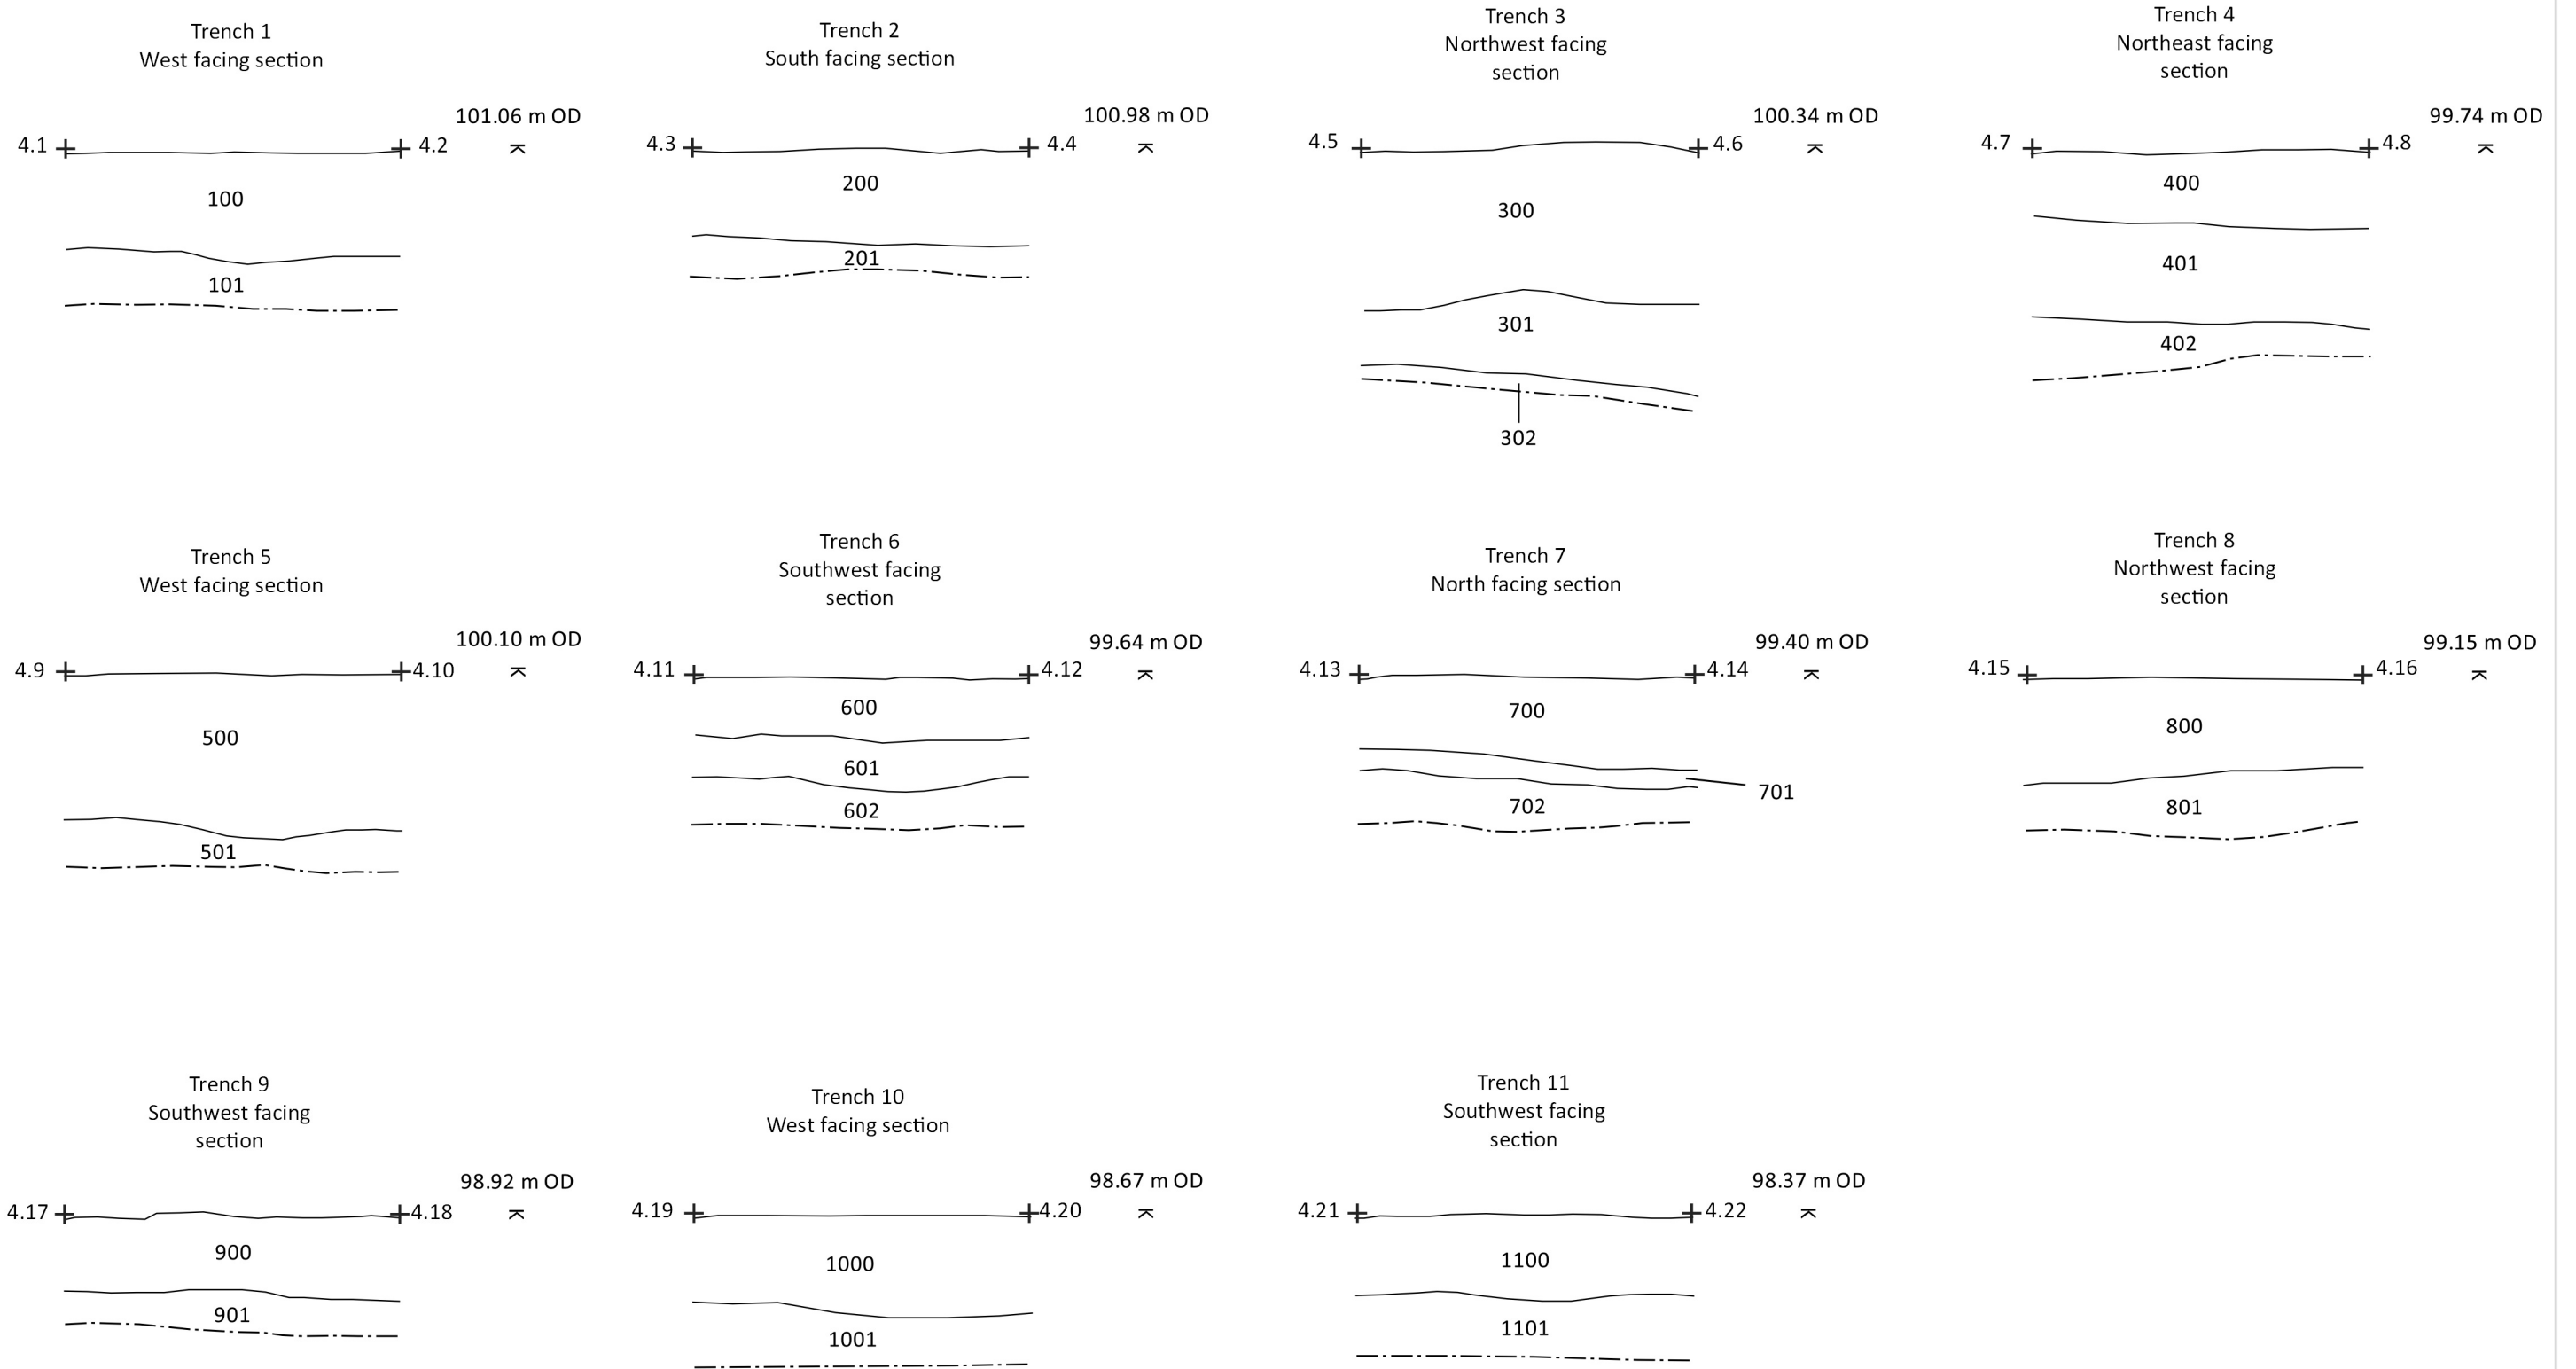 Trench 1
West facing section
101.06 m OD
4.1
4.2
100
101
Trench 2
South facing section
100.98 m OD
4.3
4.4
200
201
Trench 3
Northwest facing
section
100.34 m OD
4.5
4.6
300
301
302
Trench 4
Northeast facing
section
99.74 m OD
4.7
4.8
400
401
402
Trench 5
West facing section
100.10 m OD
4.9
4.10
500
501
Trench 6
Southwest facing
section
99.64 m OD
4.11
4.12
600
601
602
Trench 7
North facing section
99.40 m OD
4.13
4.14
700
701
702
Trench 8
Northwest facing
section
99.15 m OD
4.15
4.16
800
801
Trench 9
Southwest facing
section
98.92 m OD
4.17
4.18
900
901
Trench 10
West facing section
98.67 m OD
4.19
4.20
1000
1001
Trench 11
Southwest facing
section
98.37 m OD
4.21
4.22
1100
1101